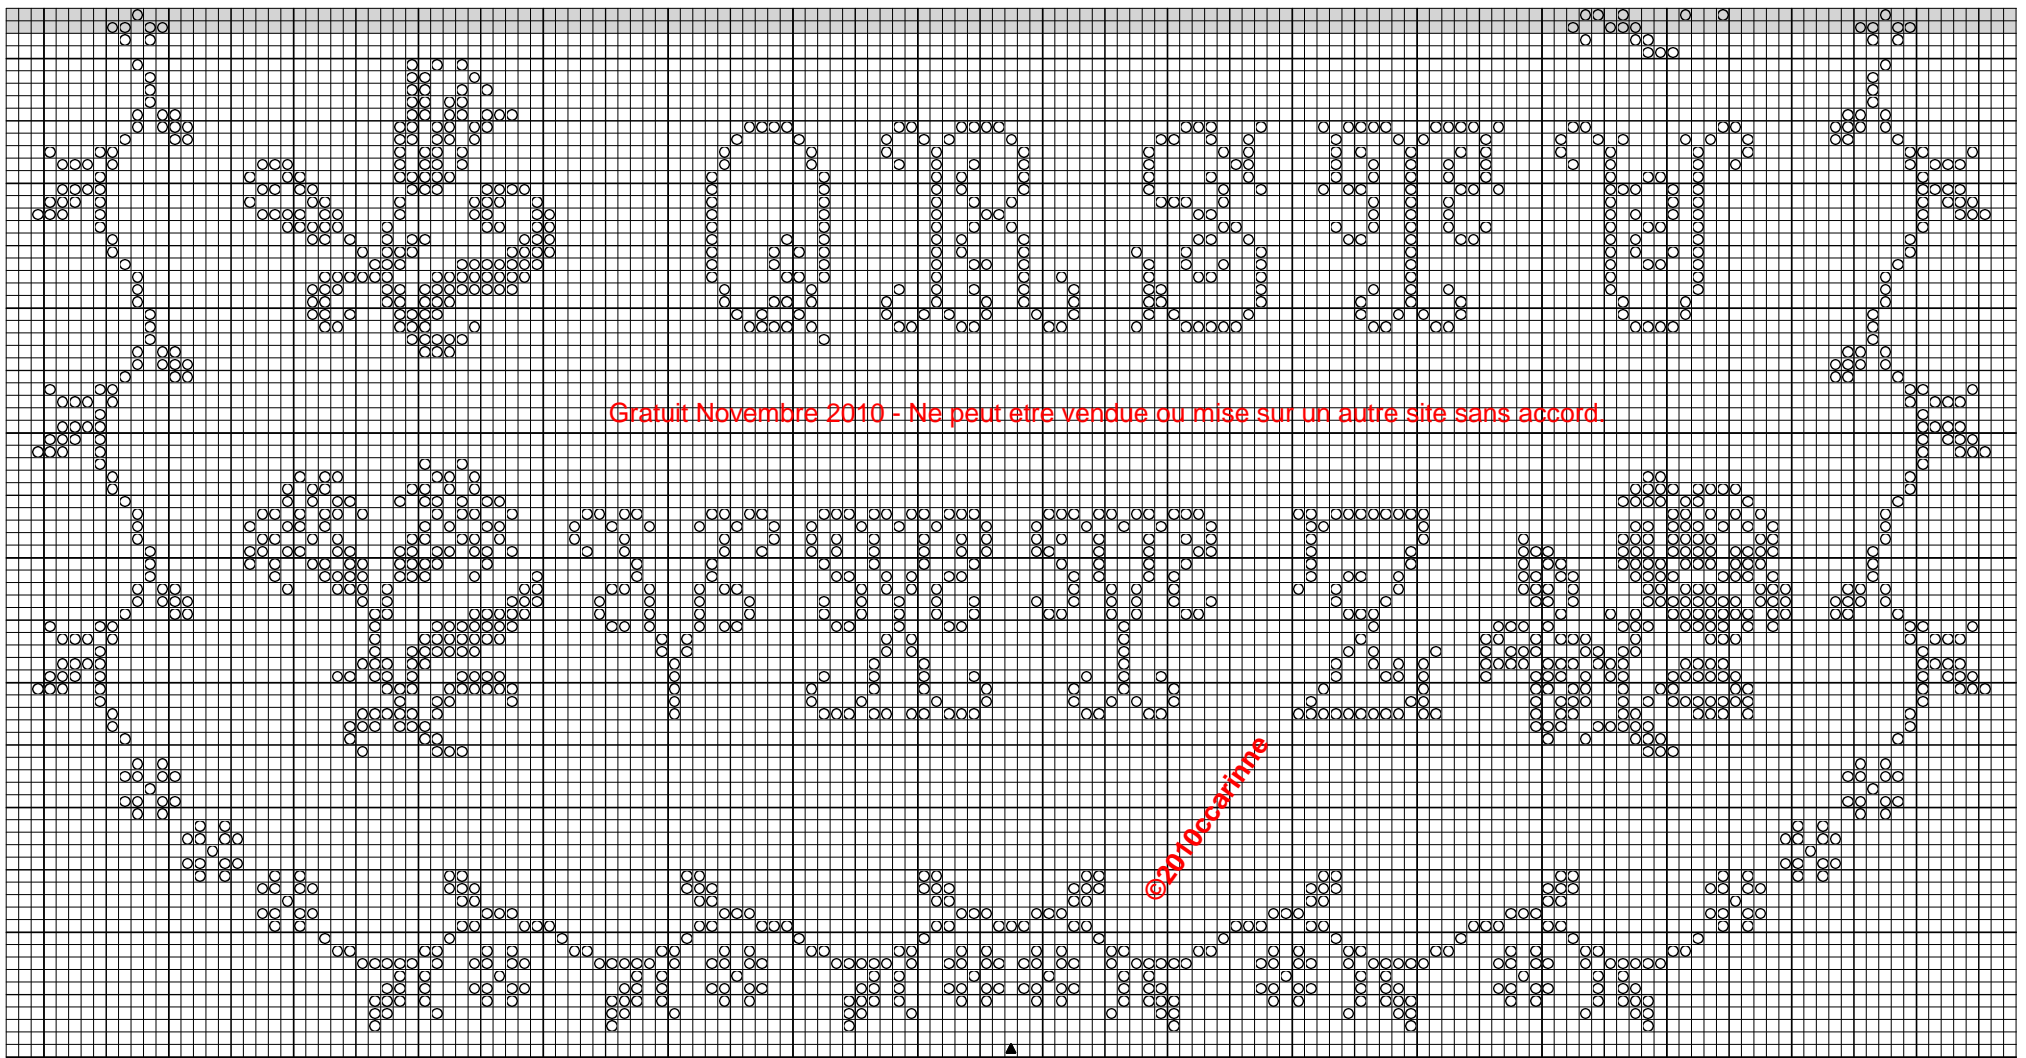 Q R S T U
Gratuit Novembre 2010 - Ne peut etre vendue ou mise sur un autre site sans accord.
V X Y Z
©2010ccarinne